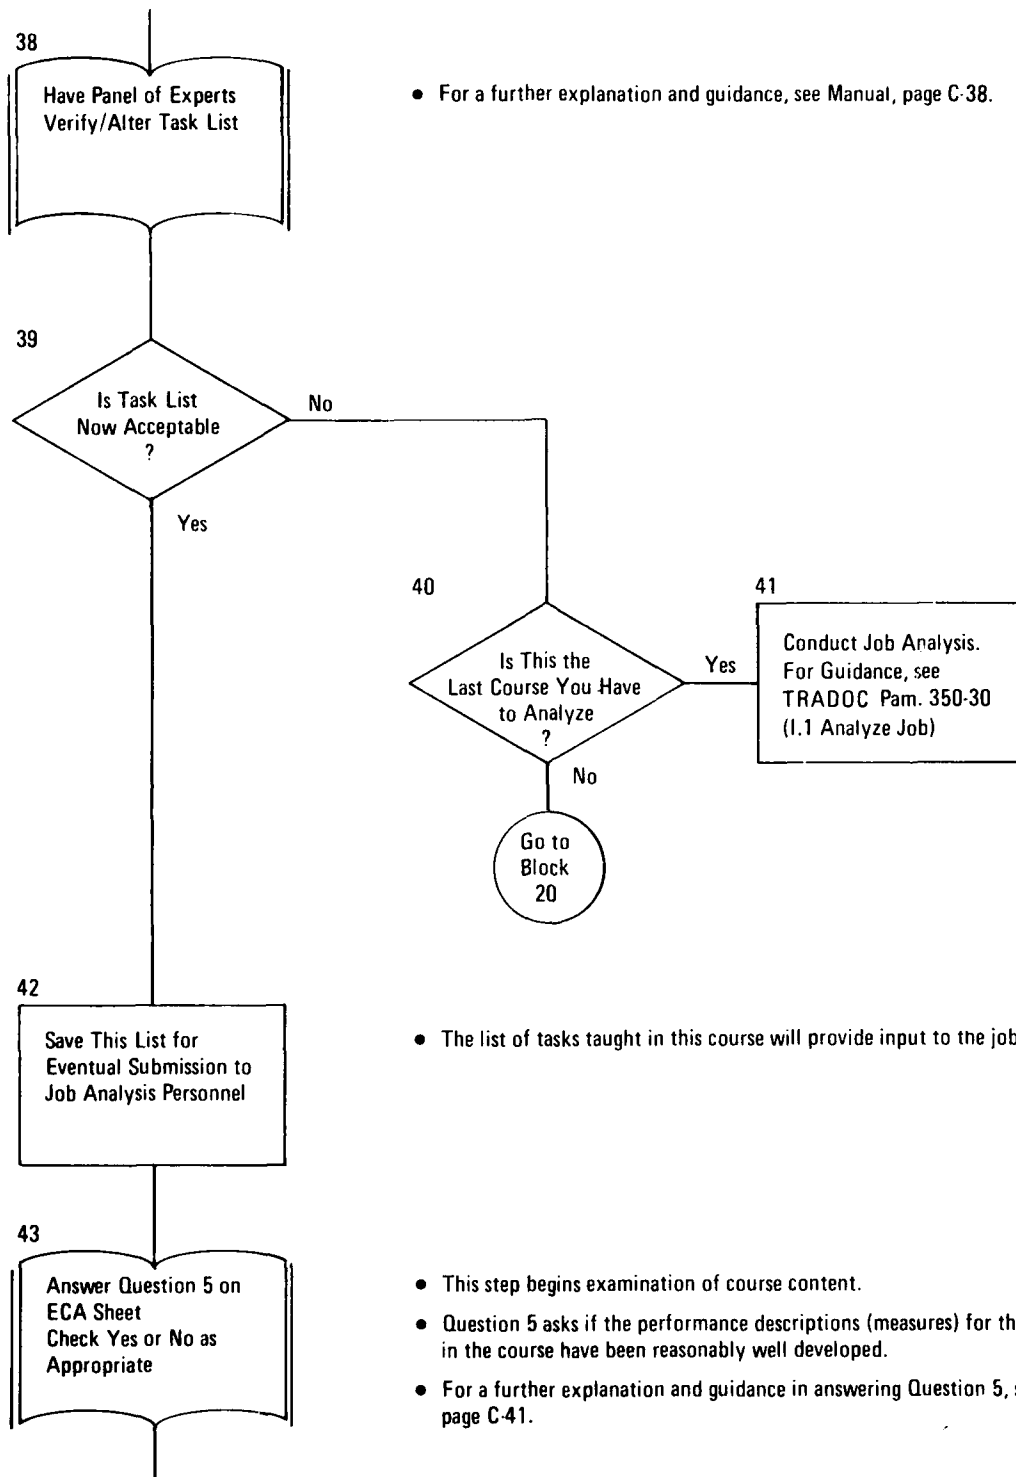 38
Have Panel of Experts
Verify/Alter Task List
• For a further explanation and guidance, see Manual, page C-38.
39
Is Task List
Now Acceptable
?
No
Yes
40
Is This the
Last Course You Have
to Analyze
?
Yes
No
41
Conduct Job Analysis.
For Guidance, see
TRADOC Pam. 350-30
(I.1 Analyze Job)
Go to
Block
20
42
Save This List for
Eventual Submission to
Job Analysis Personnel
• The list of tasks taught in this course will provide input to the job
43
Answer Question 5 on
ECA Sheet
Check Yes or No as
Appropriate
• This step begins examination of course content.
• Question 5 asks if the performance descriptions (measures) for
in the course have been reasonably well developed.
• For a further explanation and guidance in answering Question 5,
page C-41.